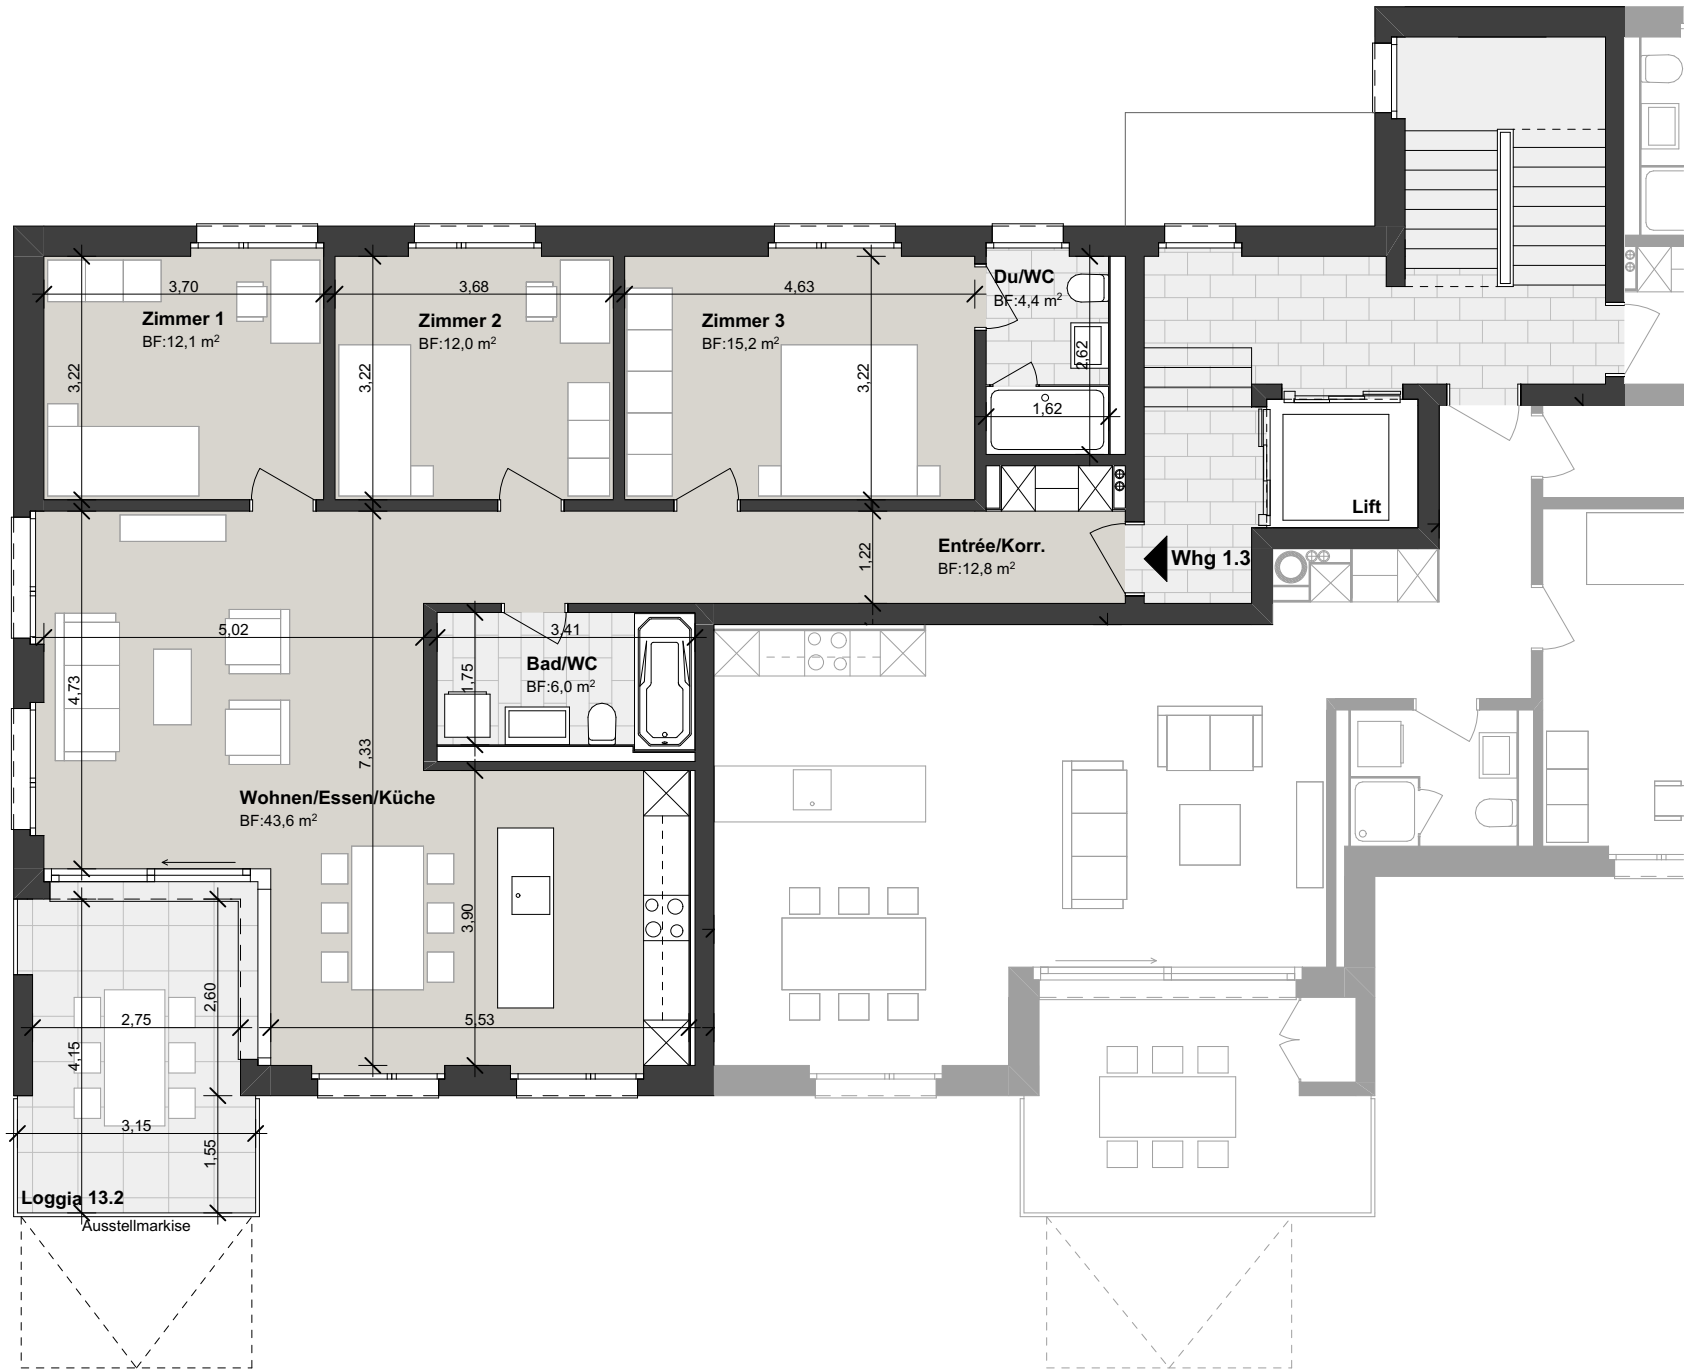 3,70
3,68
4,63
Du/WC
BF:4,4 m²
Zimmer 1
BF:12,1 m²
Zimmer 2
BF:12,0 m²
Zimmer 3
BF:15,2 m²
3,22
3,22
3,22
2,62
1,62
Lift
Entrée/Korr.
BF:12,8 m²
1,22
Whg 1.3
5,02
3,41
Bad/WC
BF:6,0 m²
1,75
4,73
7,33
Wohnen/Essen/Küche
BF:43,6 m²
3,90
2,60
2,75
5,53
4,15
3,15
1,55
Loggia 13.2
Ausstellmarkise